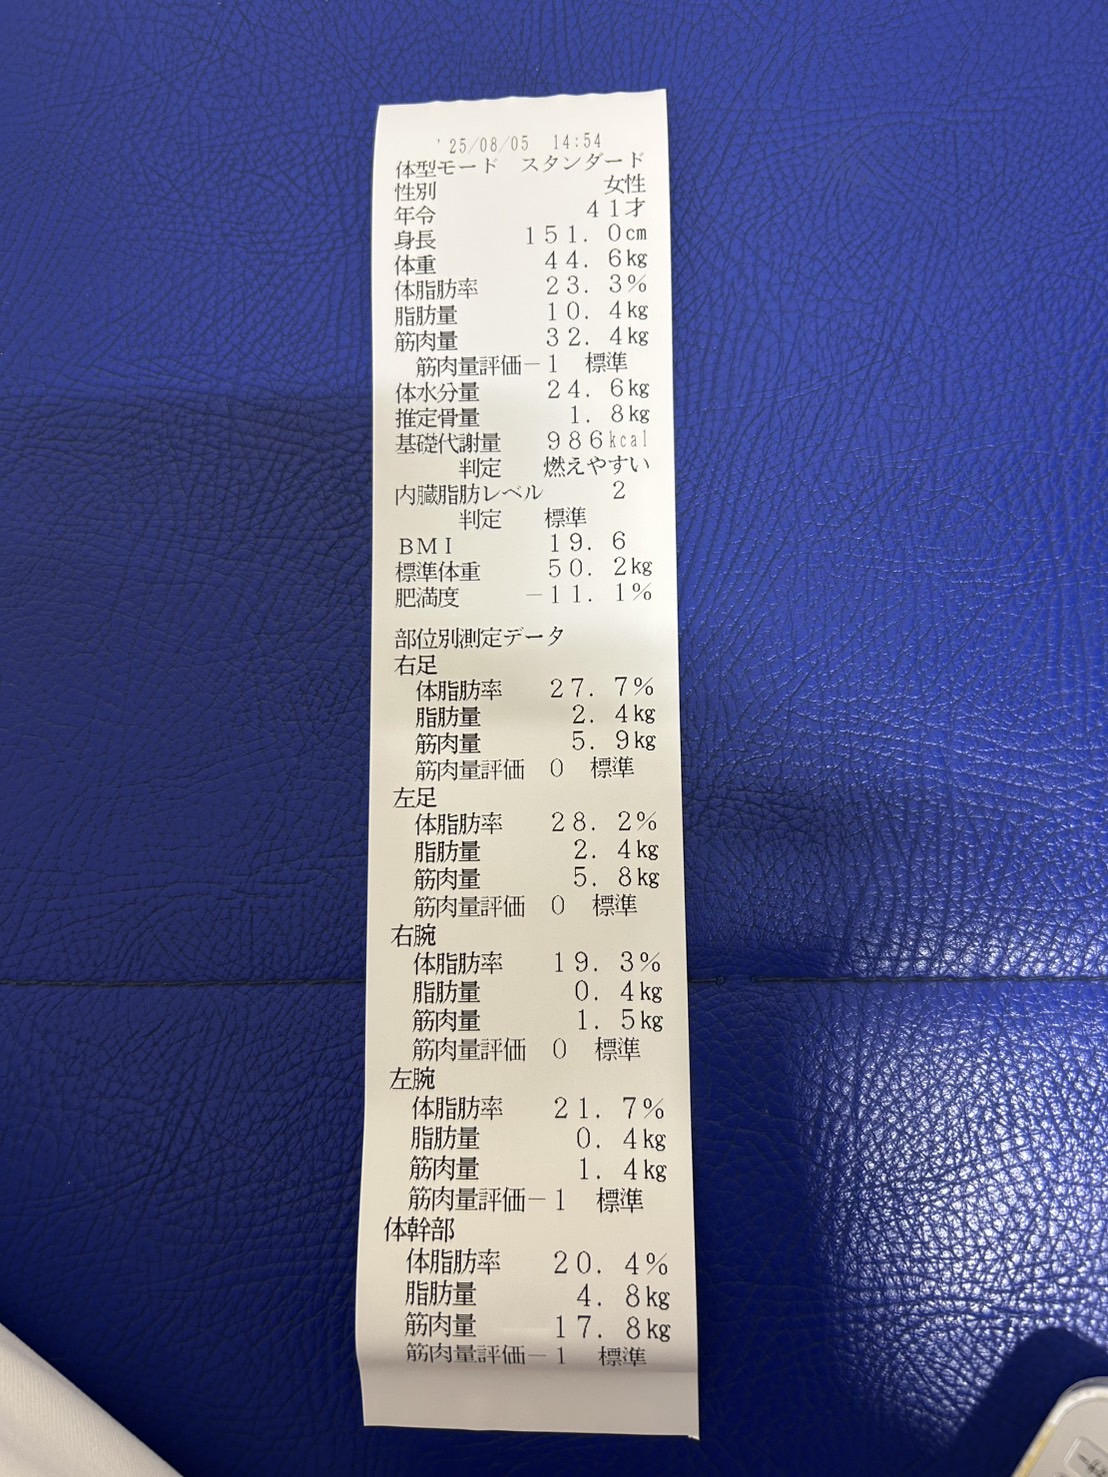 '25/08/05 14:54
体型モード スタンダード
性別 女性
年令 41才
身長 151.0cm
体重 44.6kg
体脂肪率 23.3%
脂肪量 10.4kg
筋肉量 32.4kg
筋肉量評価-1 標準
体水分量 24.6kg
推定骨量 1.8kg
基礎代謝量 986kcal
判定 燃えやすい
内臓脂肪レベル 2
判定 標準
BMI 19.6
標準体重 50.2kg
肥満度 -11.1%
部位別測定データ
右足
体脂肪率 27.7%
脂肪量 2.4kg
筋肉量 5.9kg
筋肉量評価 0 標準
左足
体脂肪率 28.2%
脂肪量 2.4kg
筋肉量 5.8kg
筋肉量評価 0 標準
右腕
体脂肪率 19.3%
脂肪量 0.4kg
筋肉量 1.5kg
筋肉量評価 0 標準
左腕
体脂肪率 21.7%
脂肪量 0.4kg
筋肉量 1.4kg
筋肉量評価-1 標準
体幹部
体脂肪率 20.4%
脂肪量 4.8kg
筋肉量 17.8kg
筋肉量評価-1 標準